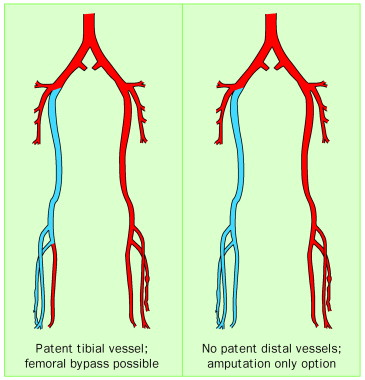 Patent tibial vessel;
femoral bypass possible
No patent distal vessels;
amputation only option